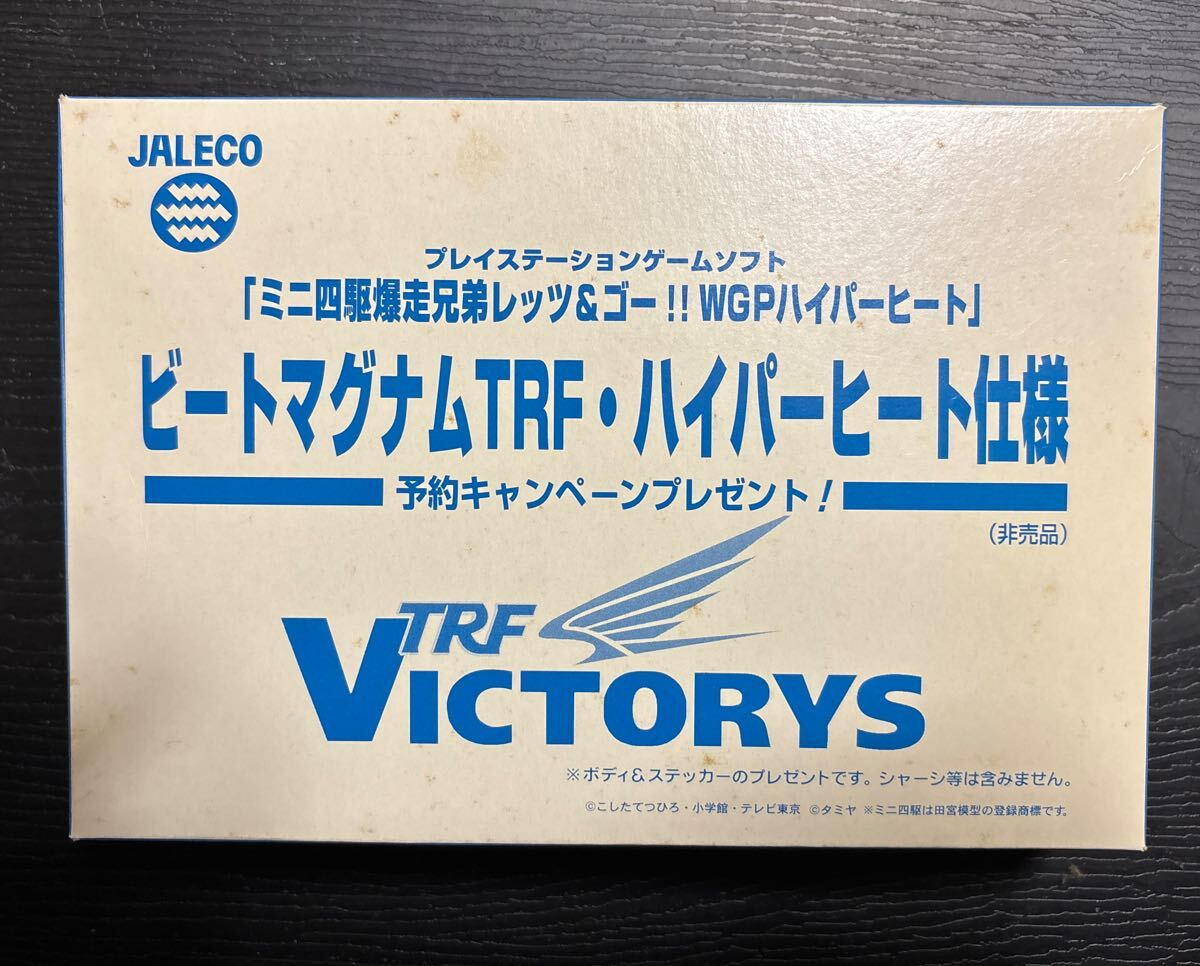 JALECO
プレイステーションゲームソフト
「ミニ四駆爆走兄弟レッツ&ゴー!! WGPハイパーヒート」
ビートマグナムTRF・ハイパーヒート仕様
予約キャンペーンプレゼント!
（非売品）
TRF
VICTORYS
※ボディ&ステッカーのプレゼントです。シャーシ等は含みません。
©こしたてつひろ・小学館・テレビ東京 ©タミヤ ※ミニ四駆は田宮模型の登録商標です。